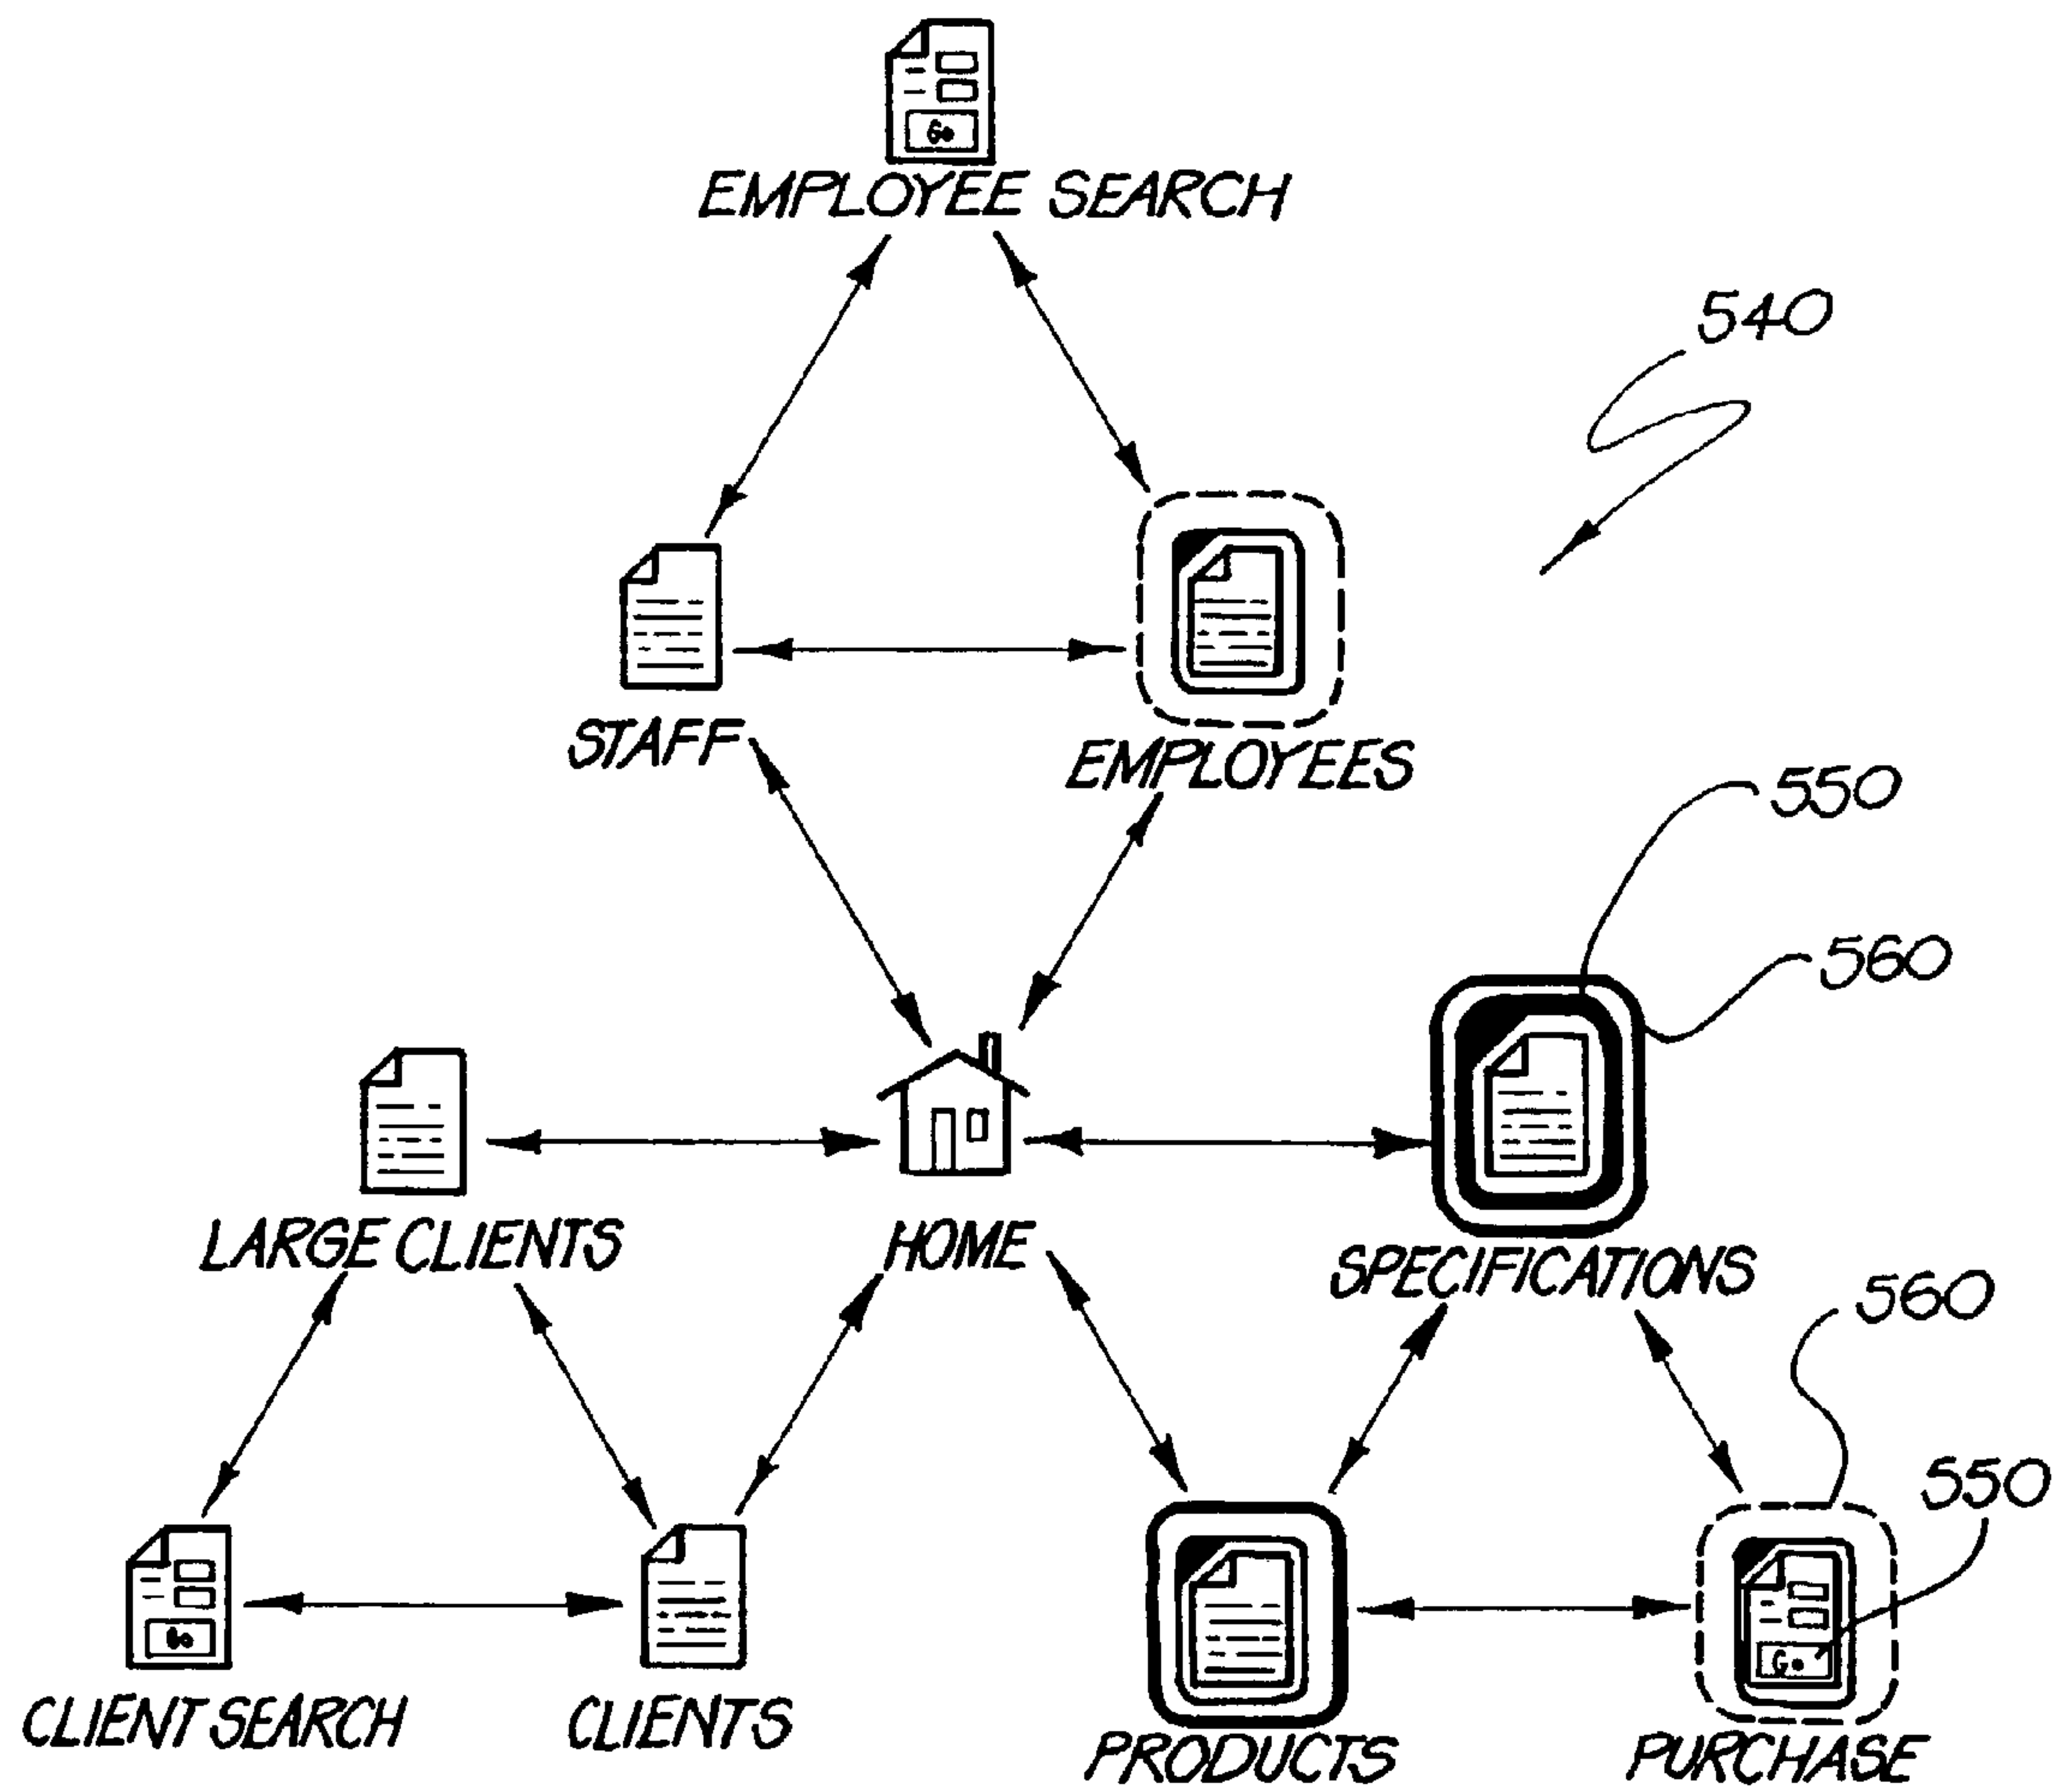 Go
EMPLOYEE SEARCH
540
STAFF
EMPLOYEES
550
560
LARGE CLIENTS
HOME
SPECIFICATIONS
560
550
Go
Go
CLIENT SEARCH
CLIENTS
PRODUCTS
PURCHASE